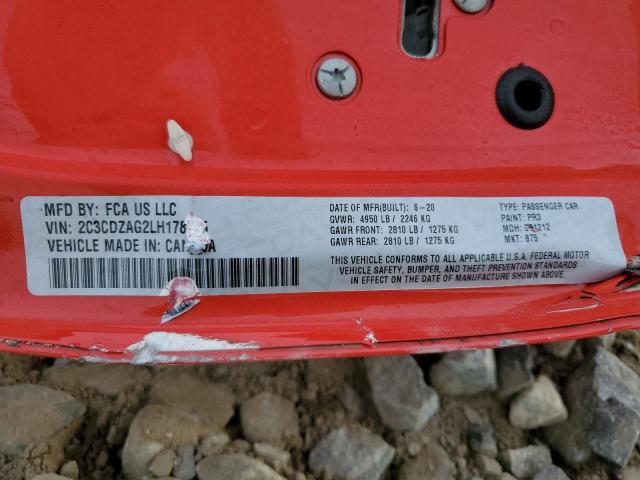 MFD BY: FCA US LLC
VEHICLE MADE IN:
DATE OF MFR(BUILT): 6-20
GVWR: 4950 LB / 2246 KG
GAWR FRONT: 2810 LB / 1275 KG
GAWR REAR: 2810 LB / 1275 KG
THIS VEHICLE CONFORMS TO ALL APPLICABLE U.S.A. FEDERAL MOTOR
VEHICLE SAFETY, BUMPER, AND THEFT PREVENTION STANDARDS
IN EFFECT ON THE DATE OF MANUFACTURE SHOWN ABOVE.
TYPE: PASSENGER CAR
PAINT: PR3
MDH:
MKT: 875
VIN: